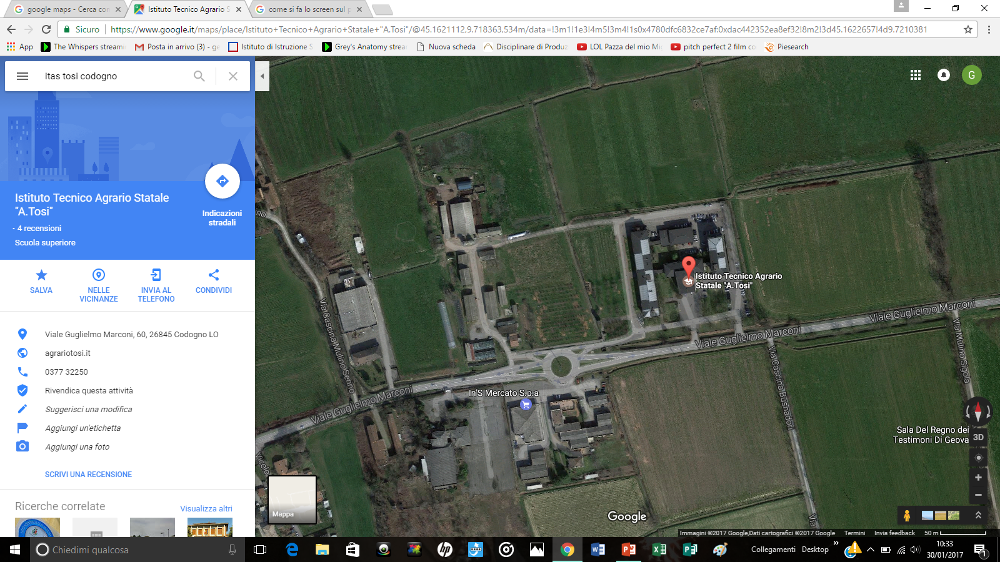 google maps - Cerca con
Istituto Tecnico Agrario S
come si fa lo screen sul p
Sicuro
https://www.google.it/maps/place/Istituto+Tecnico+Agrario+Statale+"A.Tosi"/@45.1621112,9.718363,534m/data=!3m1!1e3!4m5!3m4!1s0x4780dfc6832ce7af:0xdac442352ea8ef32!8m2!3d45.1622657!4d9.7210381
App
The Whispers streami
Posta in arrivo (3) - ge
Istituto di Istruzione S
Grey's Anatomy strea
Nuova scheda
Disciplinare di Produz
LOL Pazza del mio Mi
pitch perfect 2 film co
Piesearch
itas tosi codogno
G
Istituto Tecnico Agrario Statale
"A.Tosi"
- 4 recensioni
Scuola superiore
Indicazioni
stradali
SALVA
NELLE
VICINANZE
INVIA AL
TELEFONO
CONDIVIDI
Viale Guglielmo Marconi, 60, 26845 Codogno LO
agrariotosi.it
0377 32250
Rivendica questa attività
Suggerisci una modifica
Aggiungi un'etichetta
Aggiungi una foto
SCRIVI UNA RECENSIONE
Ricerche correlate
Visualizza altri
ino
Via Cascina Mulino Serino
Istituto Tecnico Agrario
Statale "A.Tosi"
Viale Guglielmo Marconi
Viale Guglielmo Marconi
Viale Guglielmo Marconi
Via Mulino Sigola
Via Cascina Busnadori
In'S Mercato S.p.a
Sala Del Regno dei
Testimoni Di Geova
3D
Vicolo
Via
Mappa
Google
Immagini ©2017 Google,Dati cartografici ©2017 Google
Termini
Invia feedback
50 m
Chiedimi qualcosa
hp
Collegamenti
Desktop
10:33
30/01/2017
1